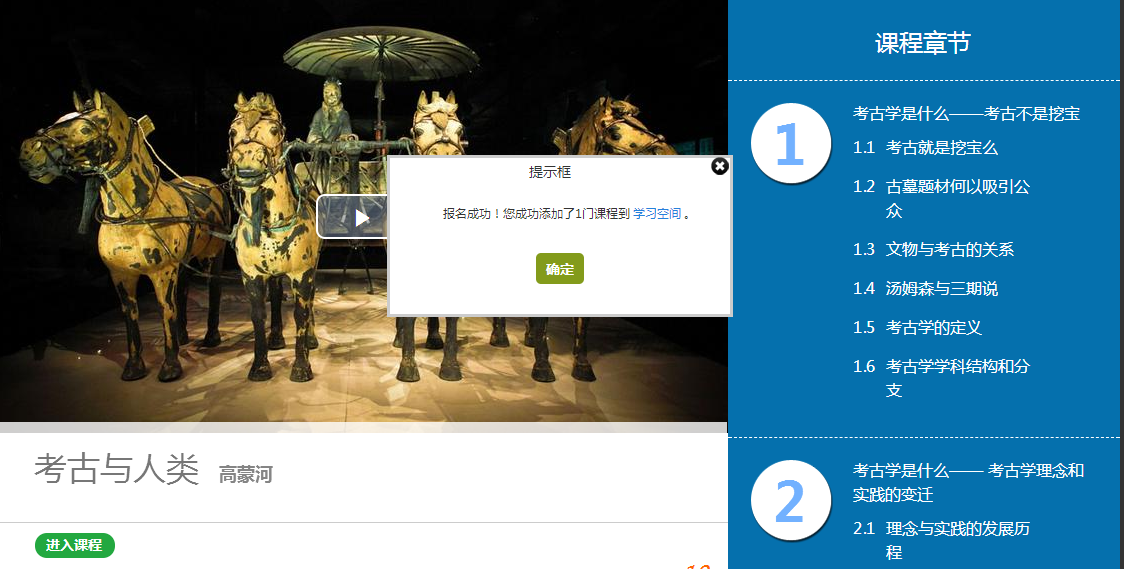 课程章节
1
考古学是什么——考古不是挖宝
1.1 考古就是挖宝么
1.2 古墓题材何以吸引公
众
1.3 文物与考古的关系
1.4 汤姆森与三期说
1.5 考古学的定义
1.6 考古学学科结构和分
支
2
考古学是什么—— 考古学理念和
实践的变迁
2.1 理念与实践的发展历
程
提示框
报名成功！您成功添加了1门课程到 学习空间 。
确定
考古与人类 高蒙河
进入课程